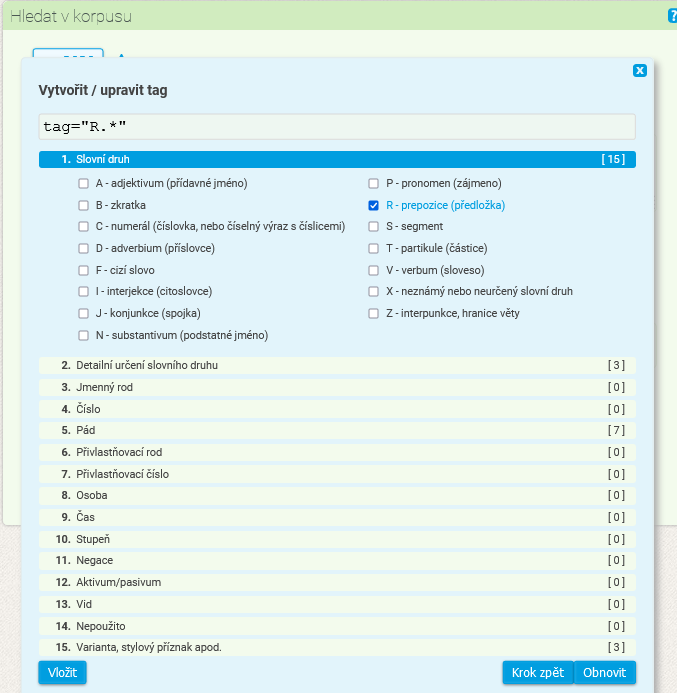 Hledat v korpusu
?
x
Vytvořit / upravit tag
tag="R.*"
1. Slovní druh [ 15 ]
A - adjektivum (přídavné jméno)
B - zkratka
C - numerál (číslovka, nebo číselný výraz s číslicemi)
D - adverbium (příslovce)
F - cizí slovo
I - interjekce (citoslovce)
J - konjunkce (spojka)
N - substantivum (podstatné jméno)
P - pronomen (zájmeno)
R - prepozice (předložka)
S - segment
T - partikule (částice)
V - verbum (sloveso)
X - neznámý nebo neurčený slovní druh
Z - interpunkce, hranice věty
2. Detailní určení slovního druhu [ 3 ]
3. Jmenný rod [ 0 ]
4. Číslo [ 0 ]
5. Pád [ 7 ]
6. Přivlastňovací rod [ 0 ]
7. Přivlastňovací číslo [ 0 ]
8. Osoba [ 0 ]
9. Čas [ 0 ]
10. Stupeň [ 0 ]
11. Negace [ 0 ]
12. Aktivum/pasivum [ 0 ]
13. Vid [ 0 ]
14. Nepoužito [ 0 ]
15. Varianta, stylový příznak apod. [ 3 ]
Vložit Krok zpět Obnovit